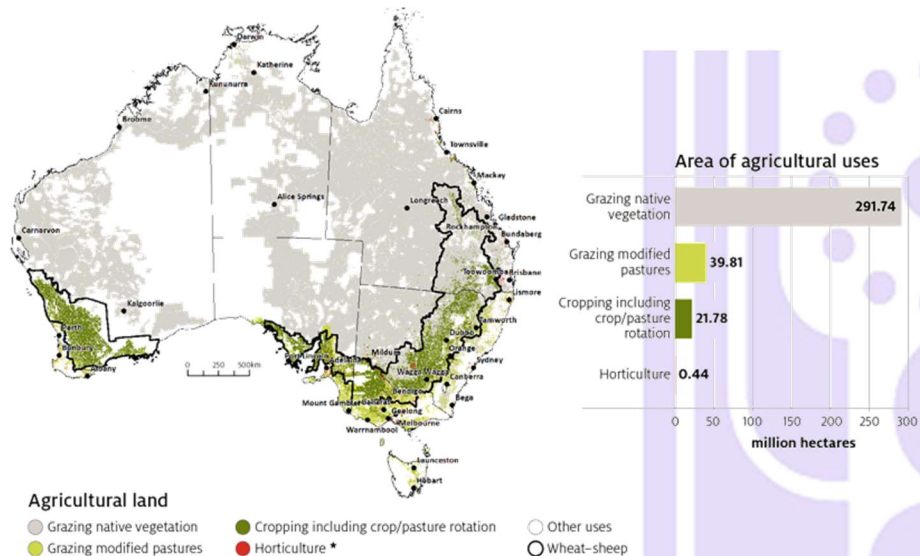 Darwin
Katherine
Kununurra
Broome
Cairns
Townsville
Mackay
Alice Springs
Longreach
Gladstone
Rockhampton
Bundaberg
Carnarvon
Toowoomba
Brisbane
Lismore
Kalgoorlie
Tamworth
Dubbo
Perth
Orange
Bunbury
Port Lincoln
Mildura
Sydney
Albany
Adelaide
Wagga Wagga
Canberra
0 250 500km
Bendigo
Bega
Mount Gambier
Ballarat
Geelong
Melbourne
Warrnambool
Launceston
Hobart
Agricultural land
Grazing native vegetation
Cropping including crop/pasture rotation
Other uses
Grazing modified pastures
Horticulture *
Wheat–sheep
Area of agricultural uses
Grazing native
vegetation
291.74
Grazing modified
pastures
39.81
Cropping including
crop/pasture
rotation
21.78
Horticulture
0.44
0 50 100 150 200 250 300
million hectares